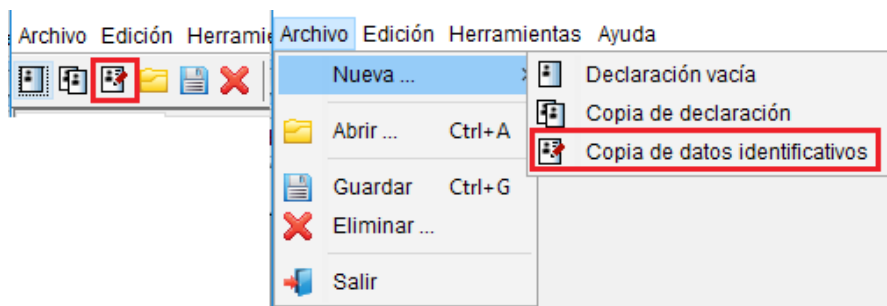 Archivo Edición Herramie
Archivo Edición Herramientas Ayuda
Nueva ...
Declaración vacía
Copia de declaración
Copia de datos identificativos
Abrir ... Ctrl+A
Guardar Ctrl+G
Eliminar ...
Salir